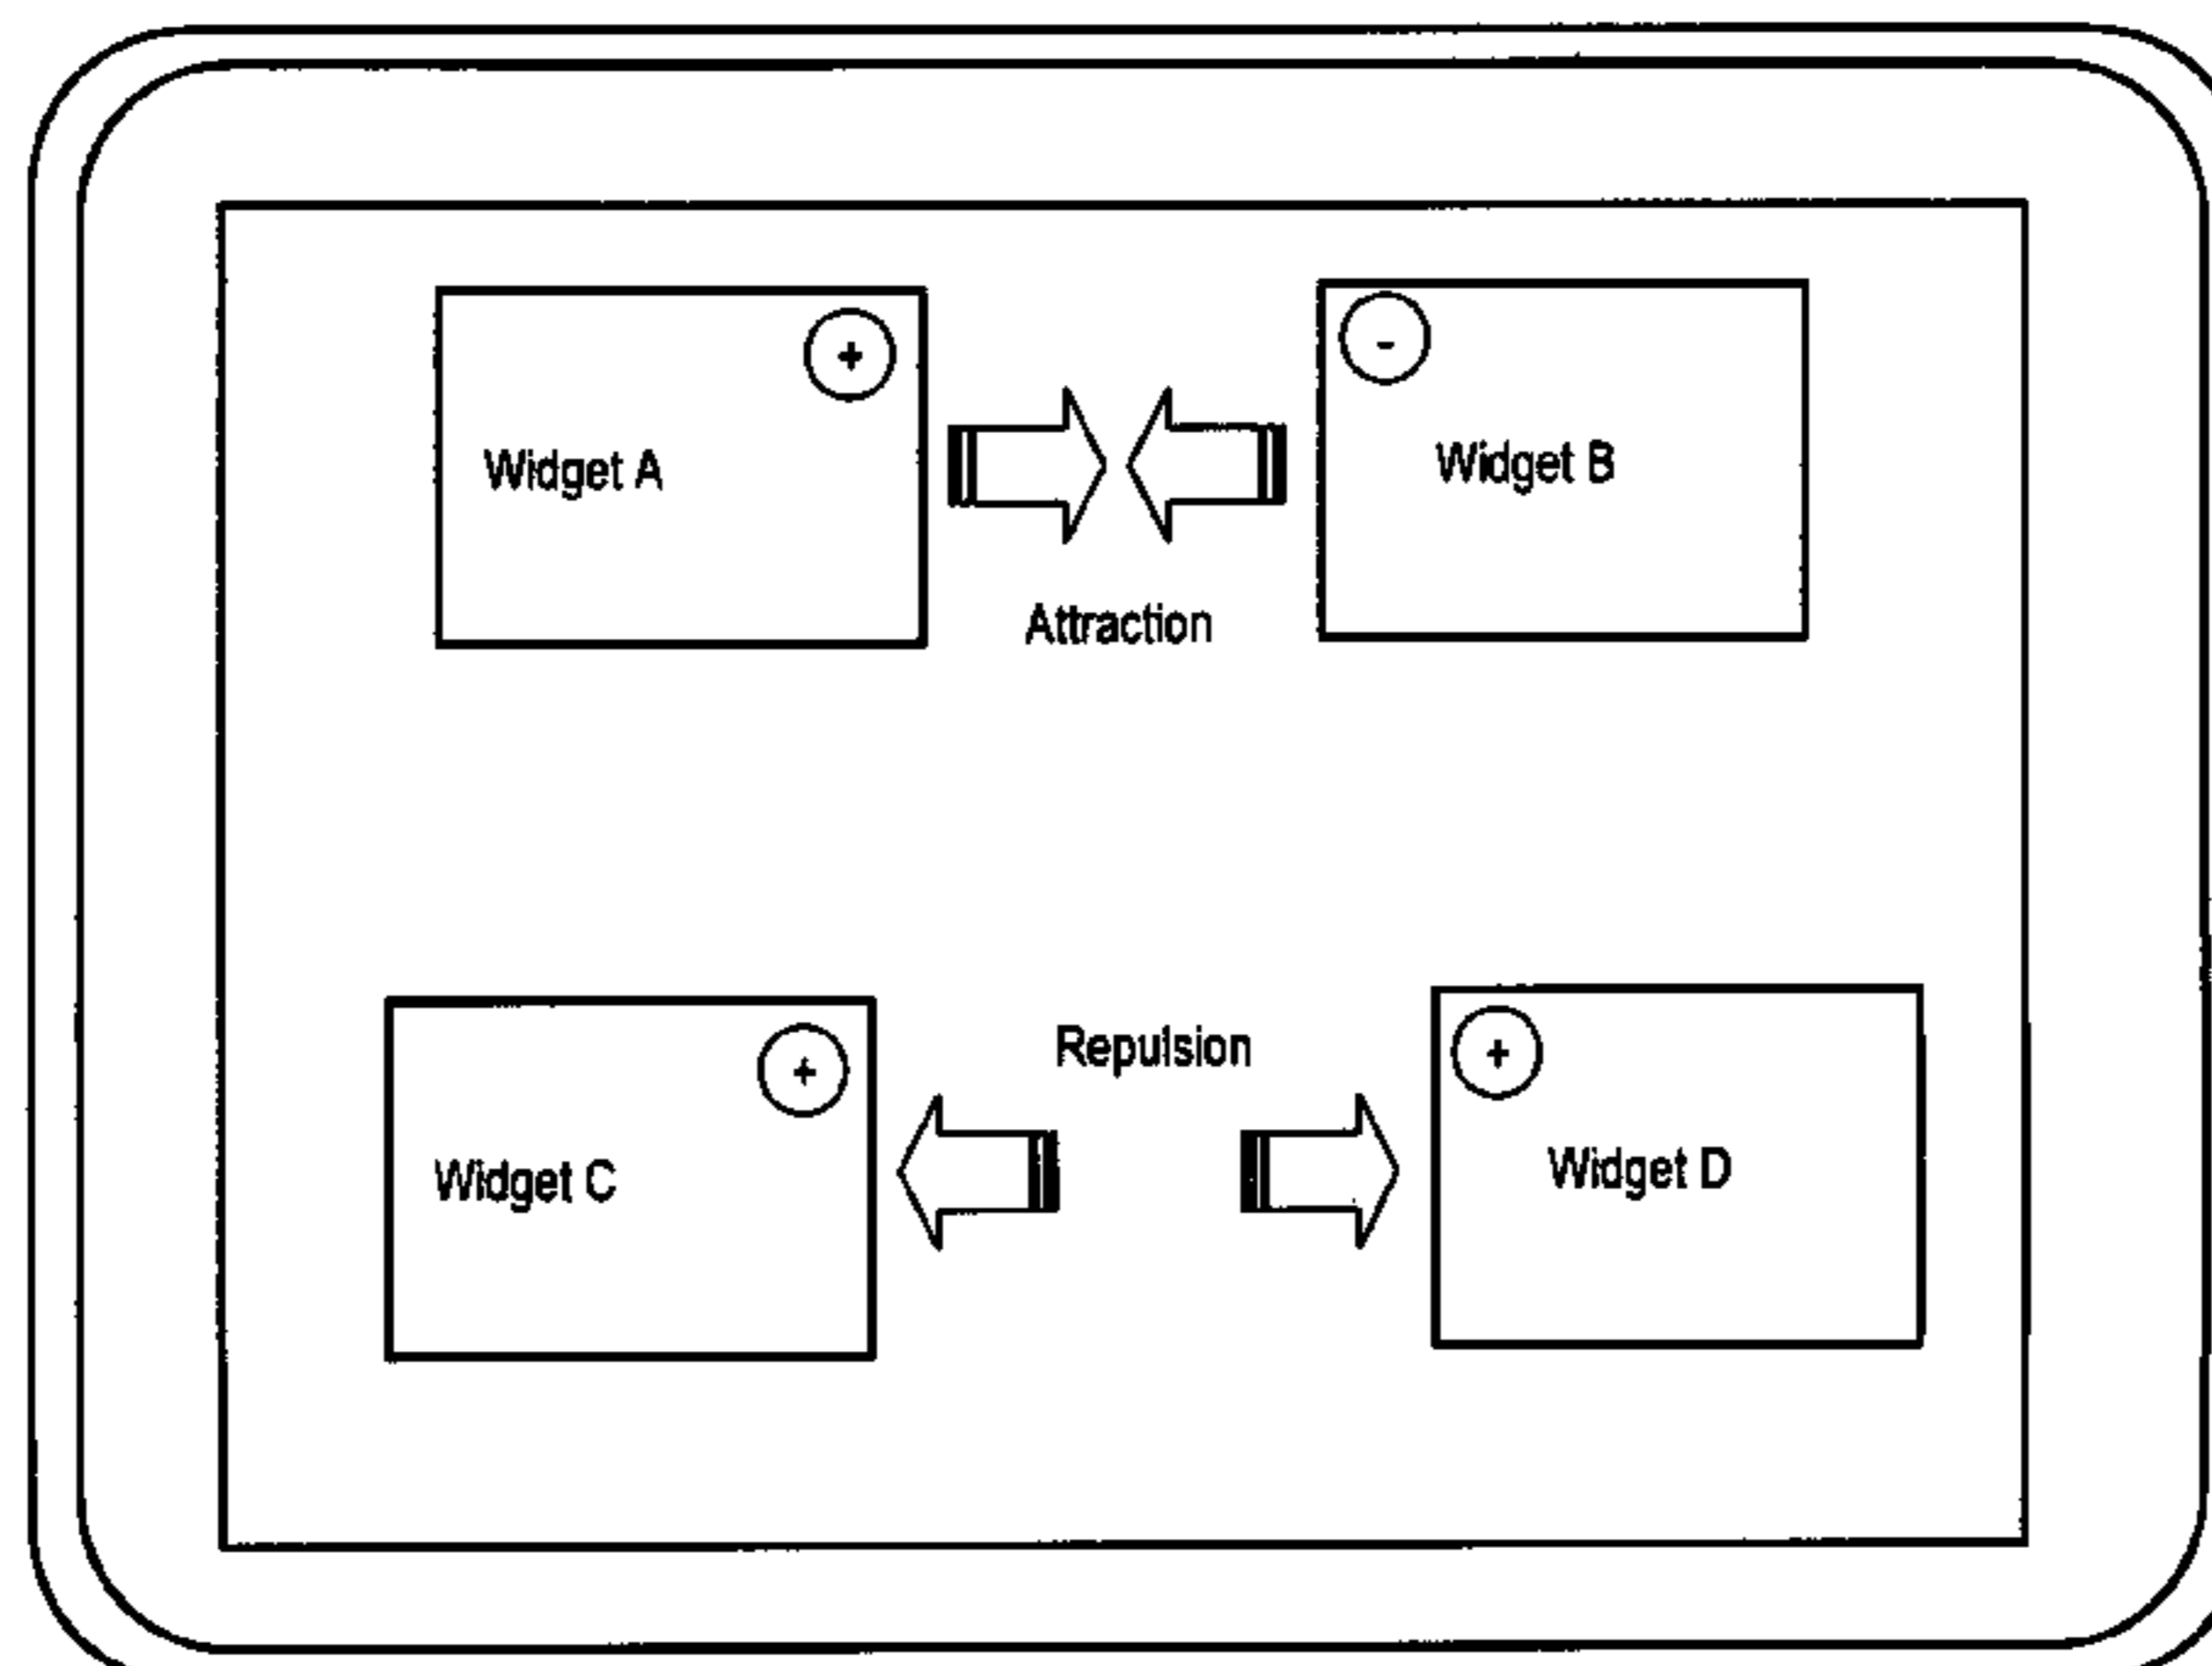 +
-
Widget A
Widget B
Attraction
Repulsion
+
+
Widget C
Widget D